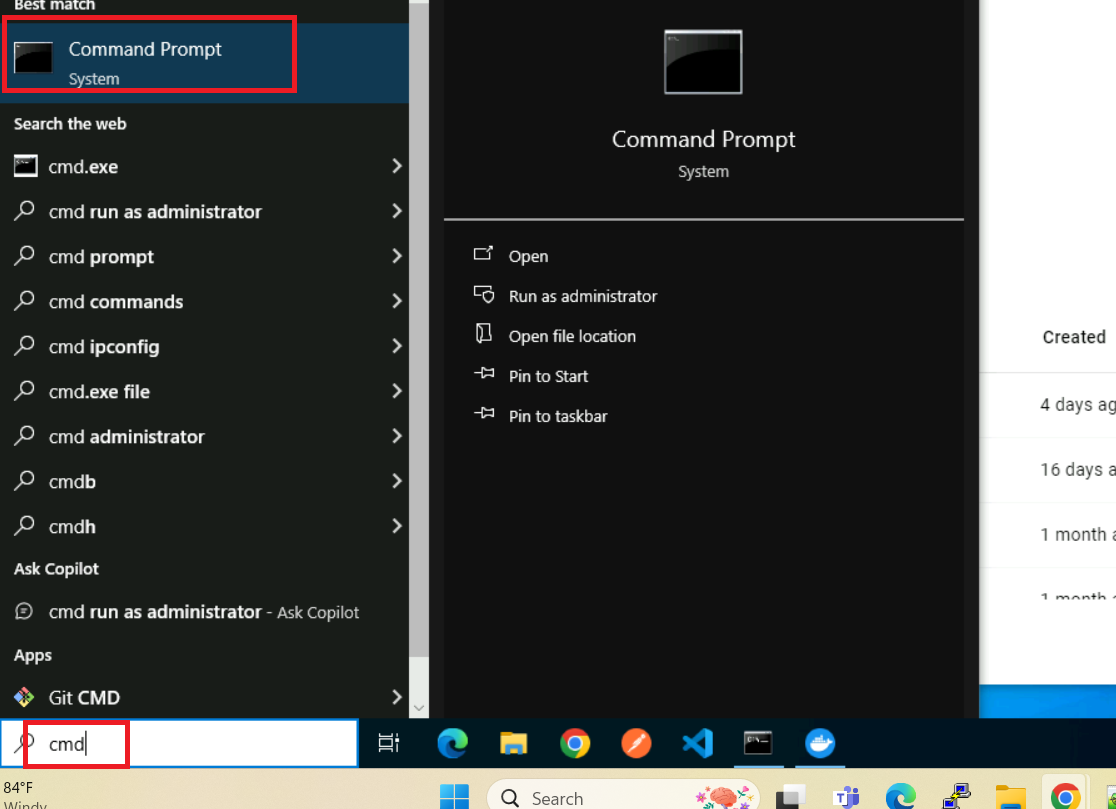 Best match
Command Prompt
System
Search the web
cmd.exe
cmd run as administrator
cmd prompt
cmd commands
cmd ipconfig
cmd.exe file
cmd administrator
cmdb
cmdh
Ask Copilot
cmd run as administrator - Ask Copilot
Apps
Git CMD
cmd
Command Prompt
System
Open
Run as administrator
Open file location
Pin to Start
Pin to taskbar
Created
4 days ag
16 days a
1 month a
1 month a
84°F
Windy
Search